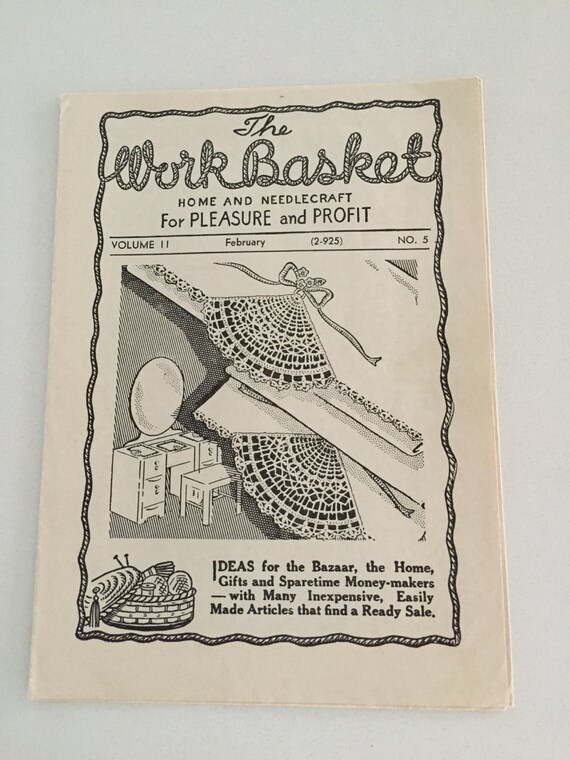 The
Work Basket
HOME AND NEEDLECRAFT
For PLEASURE and PROFIT
VOLUME 11 February (2-925) NO. 5
IDEAS for the Bazaar, the Home,
Gifts and Sparetime Money-makers
— with Many Inexpensive, Easily
Made Articles that find a Ready Sale.